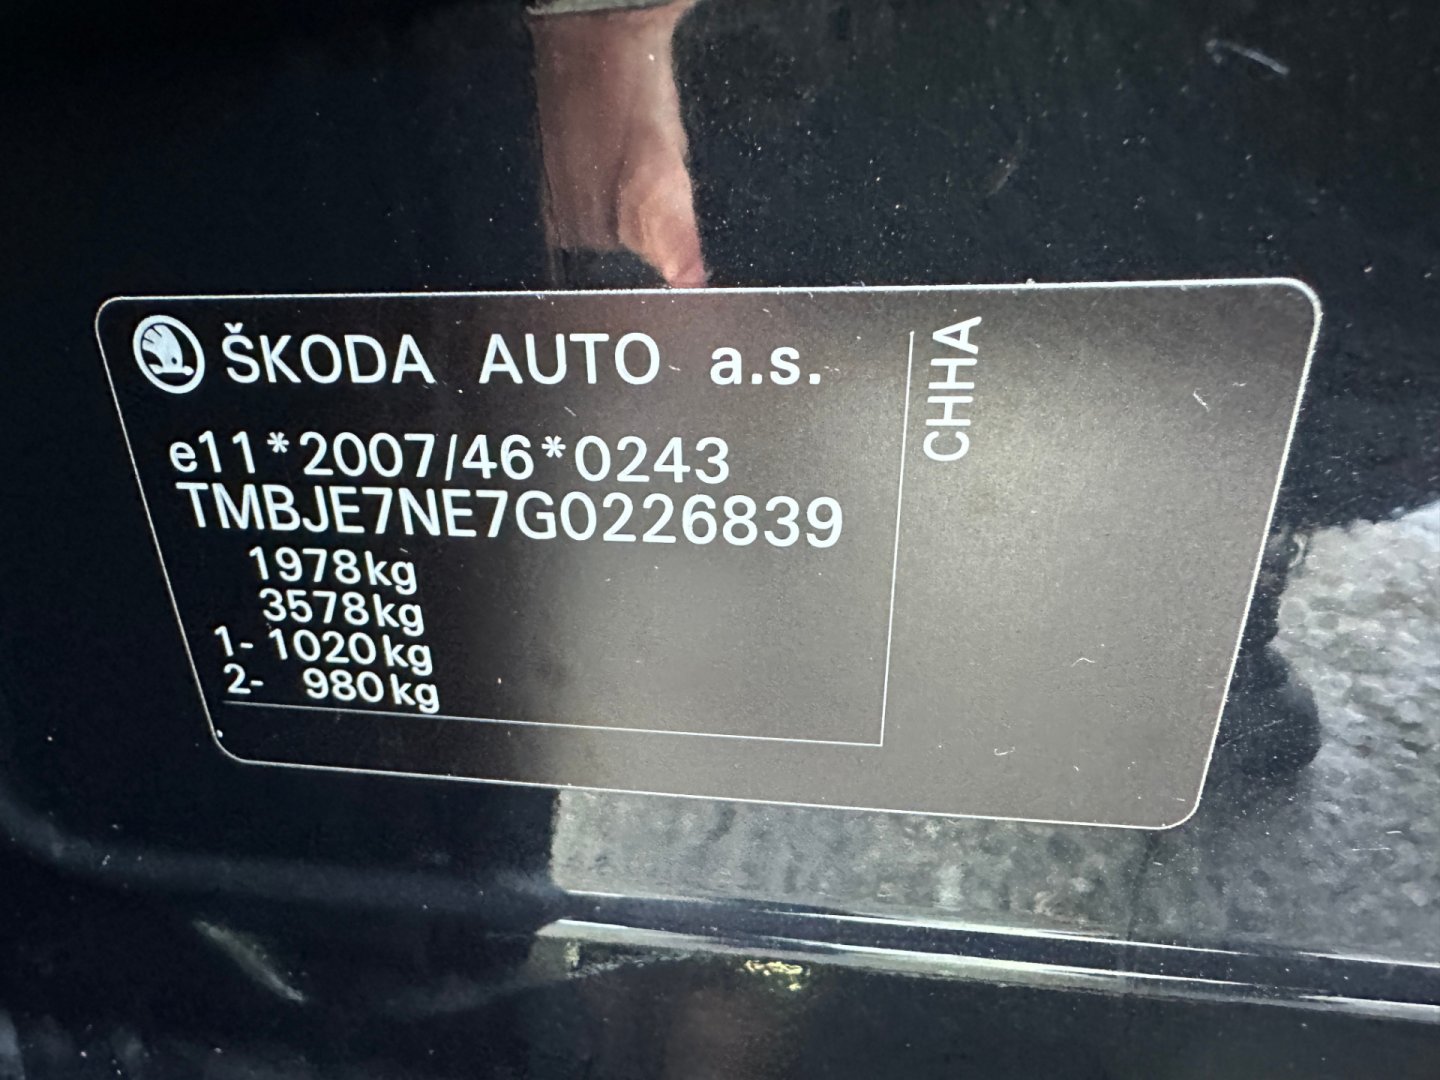 ŠKODA AUTO a.s.
e11*2007/46*0243
TMBJE7NE7G0226839
1978kg
3578kg
1- 1020kg
2- 980kg
CHHA